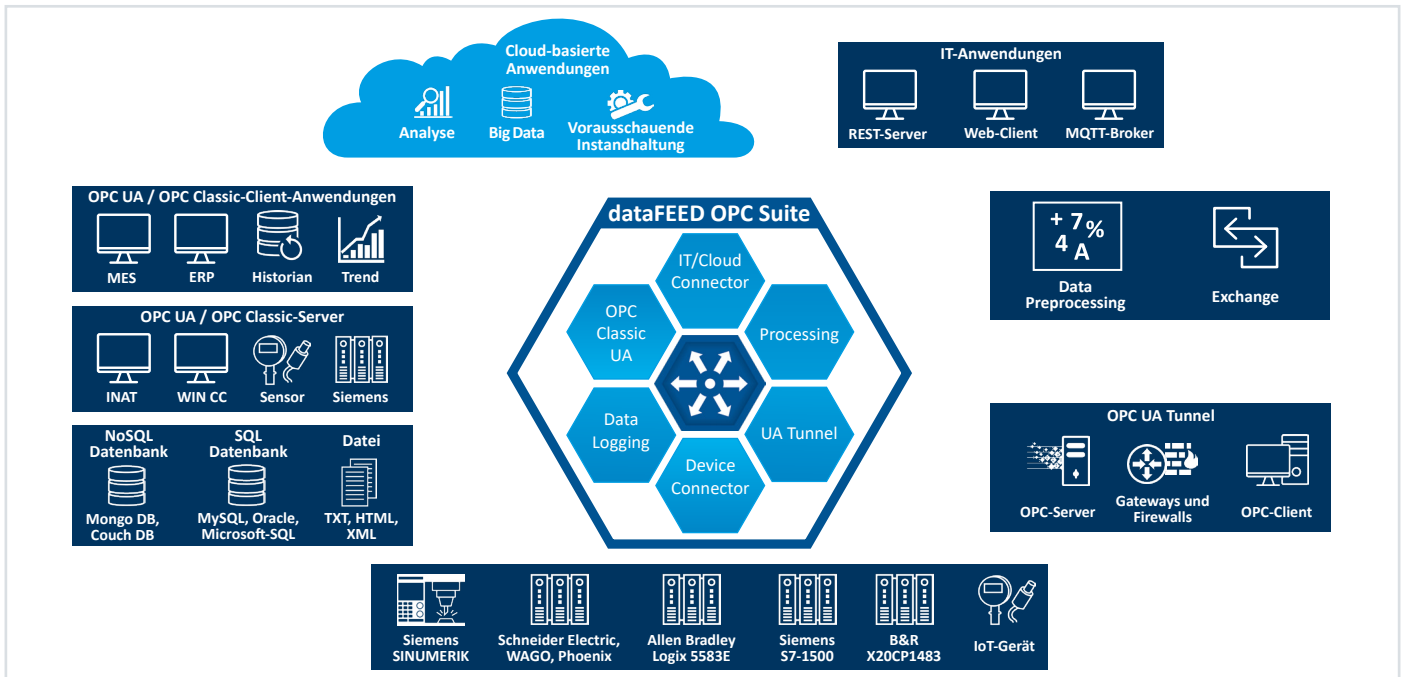 Cloud-basierte
Anwendungen
Analyse
Big Data
Vorausschauende
Instandhaltung
IT-Anwendungen
REST-Server
Web-Client
MQTT-Broker
OPC UA / OPC Classic-Client-Anwendungen
MES
ERP
Historian
Trend
OPC UA / OPC Classic-Server
INAT
WIN CC
Sensor
Siemens
NoSQL
Datenbank
Mongo DB,
Couch DB
SQL
Datenbank
MySQL, Oracle,
Microsoft-SQL
Datei
TXT, HTML,
XML
dataFEED OPC Suite
IT/Cloud
Connector
OPC
Classic
UA
Processing
Data
Logging
UA Tunnel
Device
Connector
+ 7%
4 A
Data
Preprocessing
Exchange
OPC UA Tunnel
OPC-Server
Gateways und
Firewalls
OPC-Client
Siemens
SINUMERIK
Schneider Electric,
WAGO, Phoenix
Allen Bradley
Logix 5583E
Siemens
S7-1500
B&R
X20CP1483
IoT-Gerät